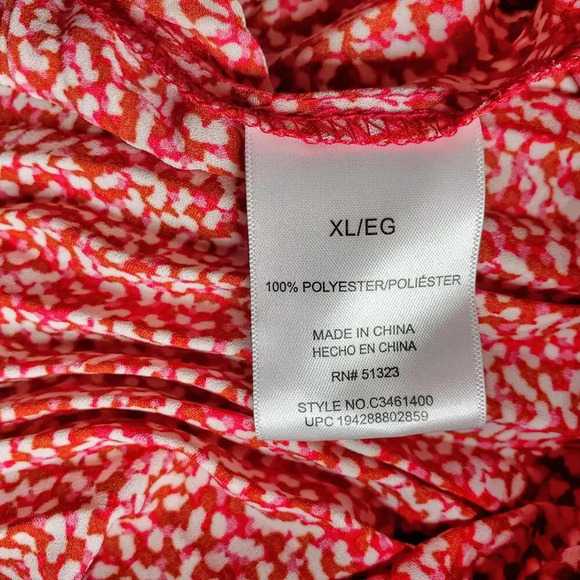 XL/EG
100% POLYESTER/POLIÉSTER
MADE IN CHINA
HECHO EN CHINA
RN# 51323
STYLE NO.C3461400
UPC 194288802859